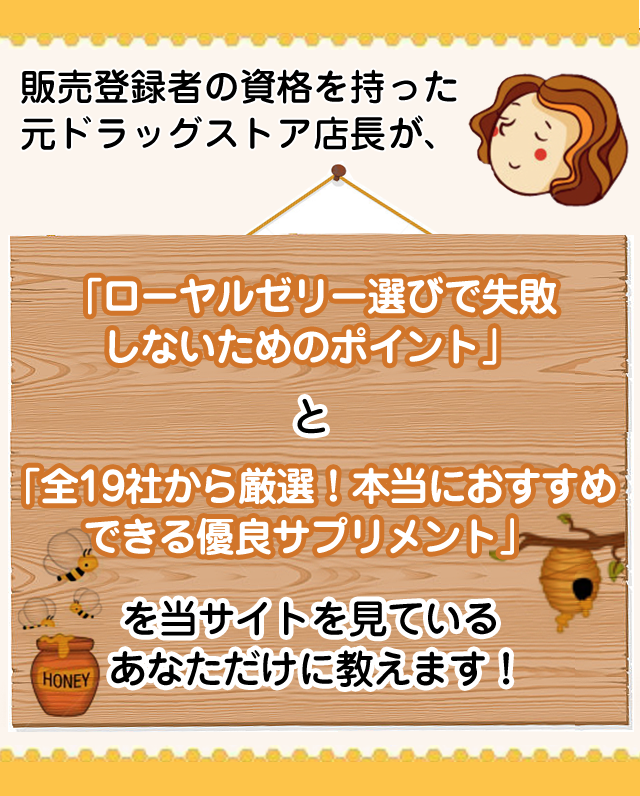 販売登録者の資格を持った
元ドラッグストア店長が、
「ローヤルゼリー選びで失敗
しないためのポイント」
と
「全19社から厳選！本当におすすめ
できる優良サプリメント」
を当サイトを見ている
あなただけに教えます！
HONEY